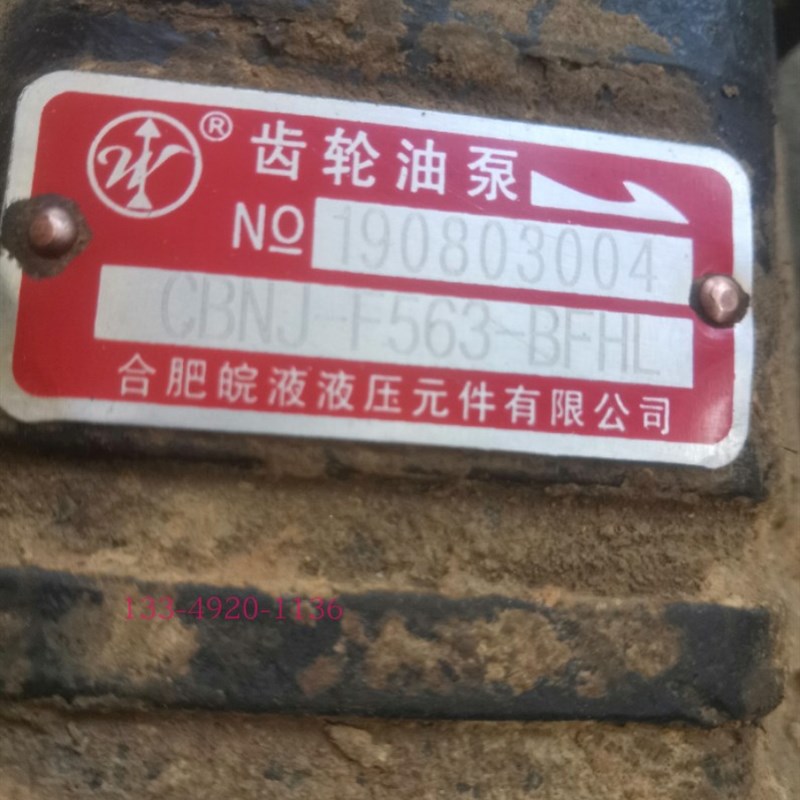 ® 齿轮油泵
NO 190803004
CBNJ-F563-BFHL
合肥皖液液压元件有限公司
133-4920-1136